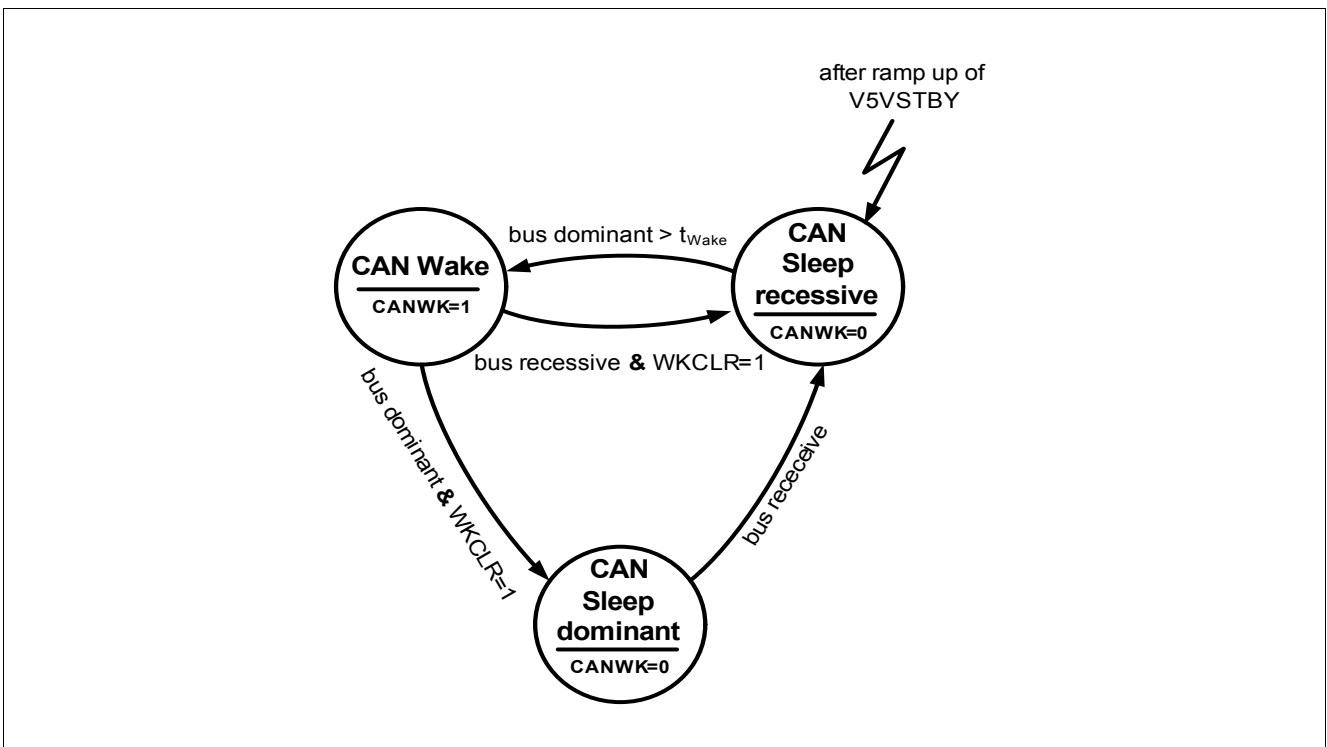 after ramp up of
V5VSTBY
bus dominant > tWake
CAN Wake
CANWK=1
CAN
Sleep
recessive
CANWK=0
bus recessive & WKCLR=1
bus dominant & WKCLR=1
bus receceive
CAN
Sleep
dominant
CANWK=0